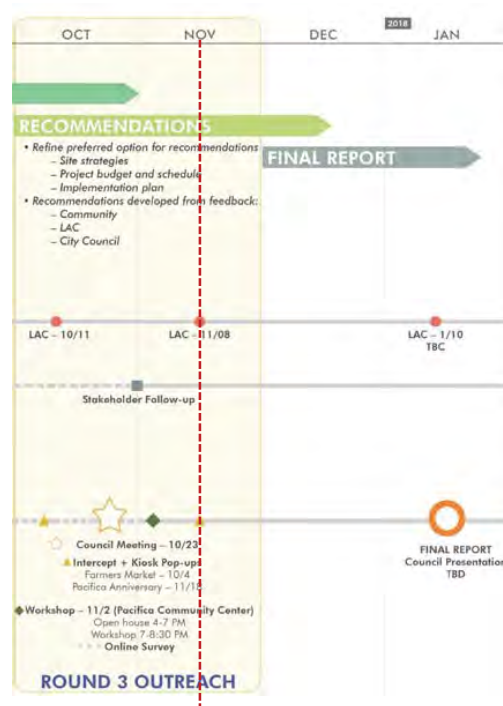 2018
OCT NOV DEC JAN
RECOMMENDATIONS
• Refine preferred option for recommendations
– Site strategies
– Project budget and schedule
– Implementation plan
• Recommendations developed from feedback:
– Community
– LAC
– City Council
FINAL REPORT
LAC – 10/11
LAC – 11/08
LAC – 1/10
TBC
Stakeholder Follow-up
Council Meeting – 10/23
Intercept + Kiosk Pop-ups
Farmers Market – 10/4
Pacifica Anniversary – 11/18
Workshop – 11/2 (Pacifica Community Center)
Open house 4-7 PM
Workshop 7-8:30 PM
Online Survey
FINAL REPORT
Council Presentation
TBD
ROUND 3 OUTREACH